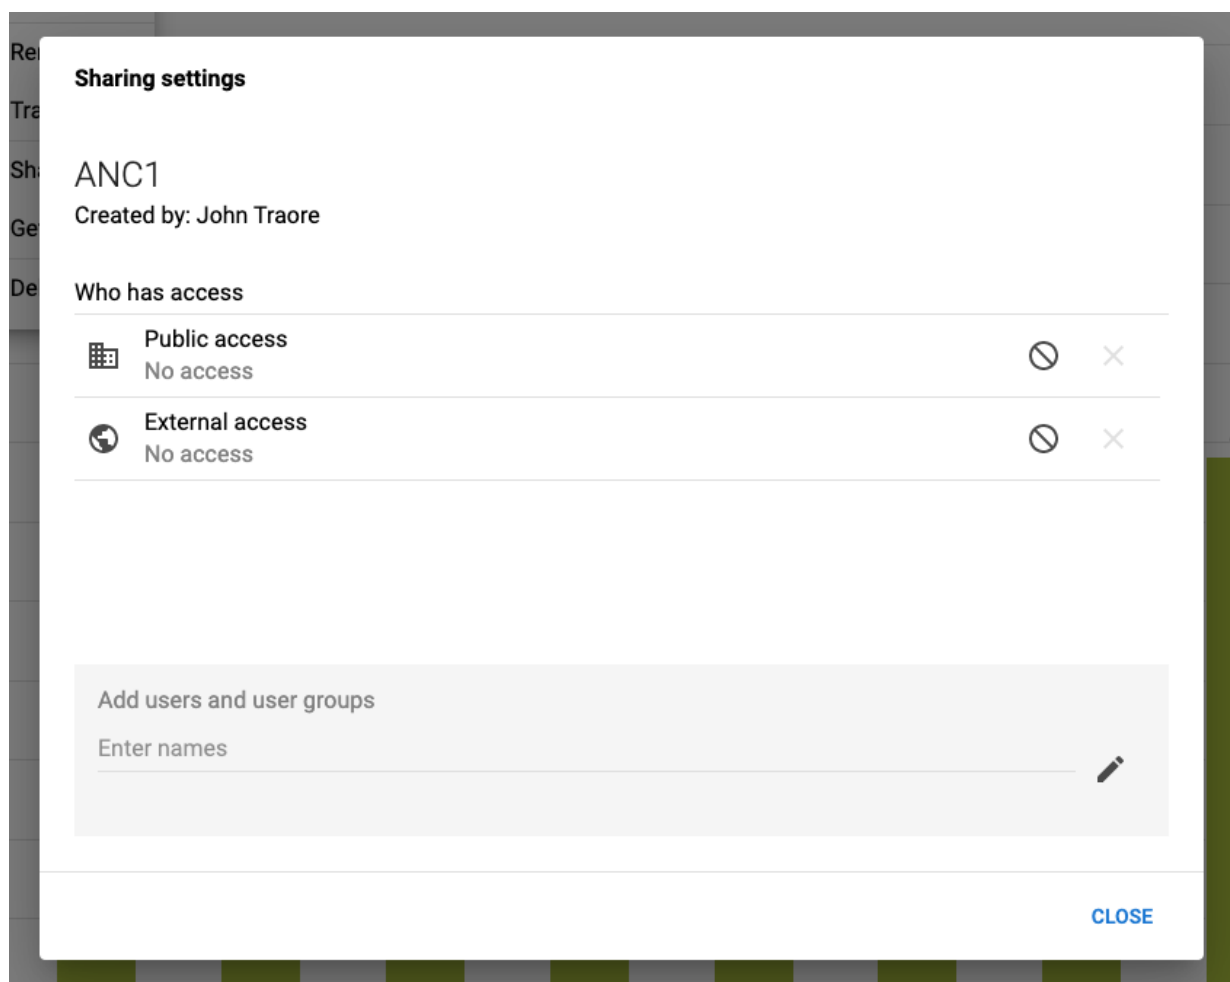 Sharing settings
ANC1
Created by: John Traore
Who has access
Public access
No access
External access
No access
Add users and user groups
Enter names
CLOSE